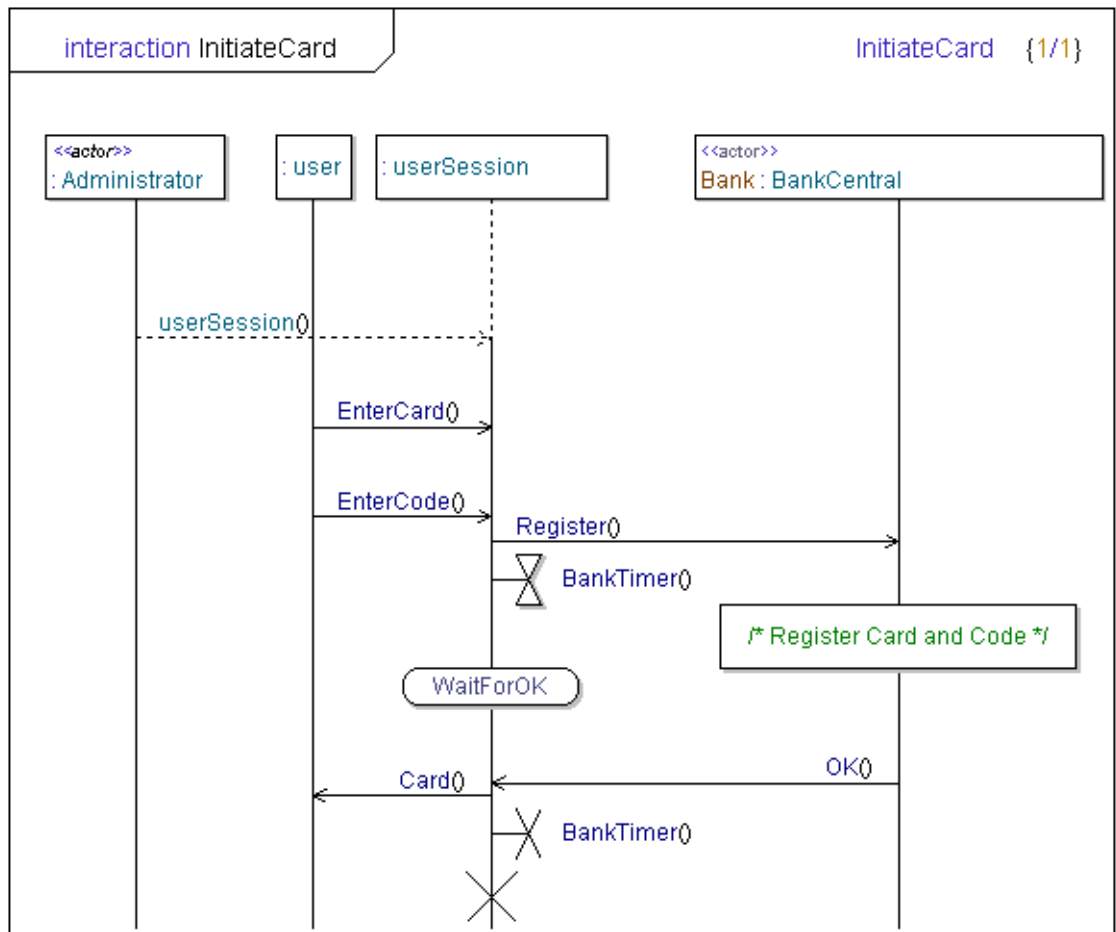 interaction InitiateCard
InitiateCard {1/1}
<<actor>>
: Administrator
: user
: userSession
<<actor>>
Bank : BankCentral
userSession()
EnterCard()
EnterCode()
Register()
BankTimer()
/* Register Card and Code */
WaitForOK
OK()
Card()
BankTimer()